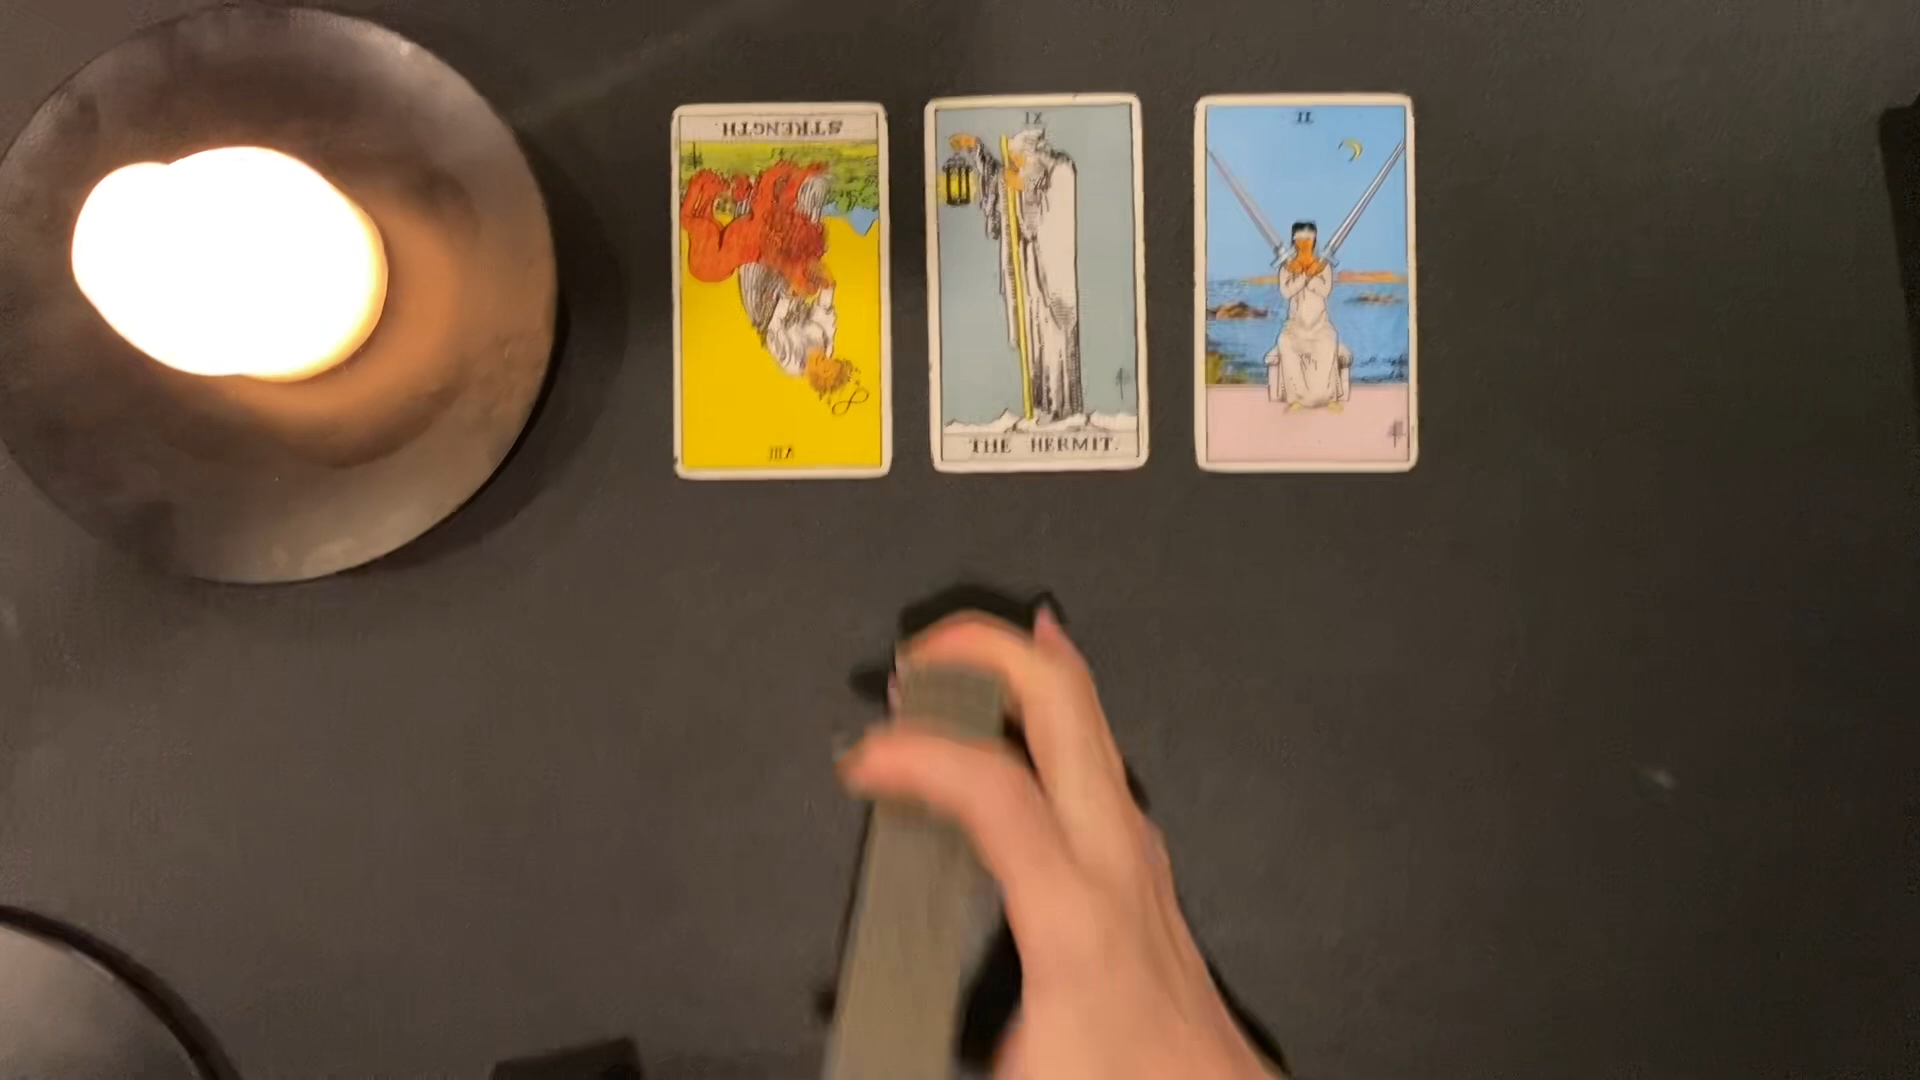 STRENGTH.
VIII
IX
THE HERMIT.
II